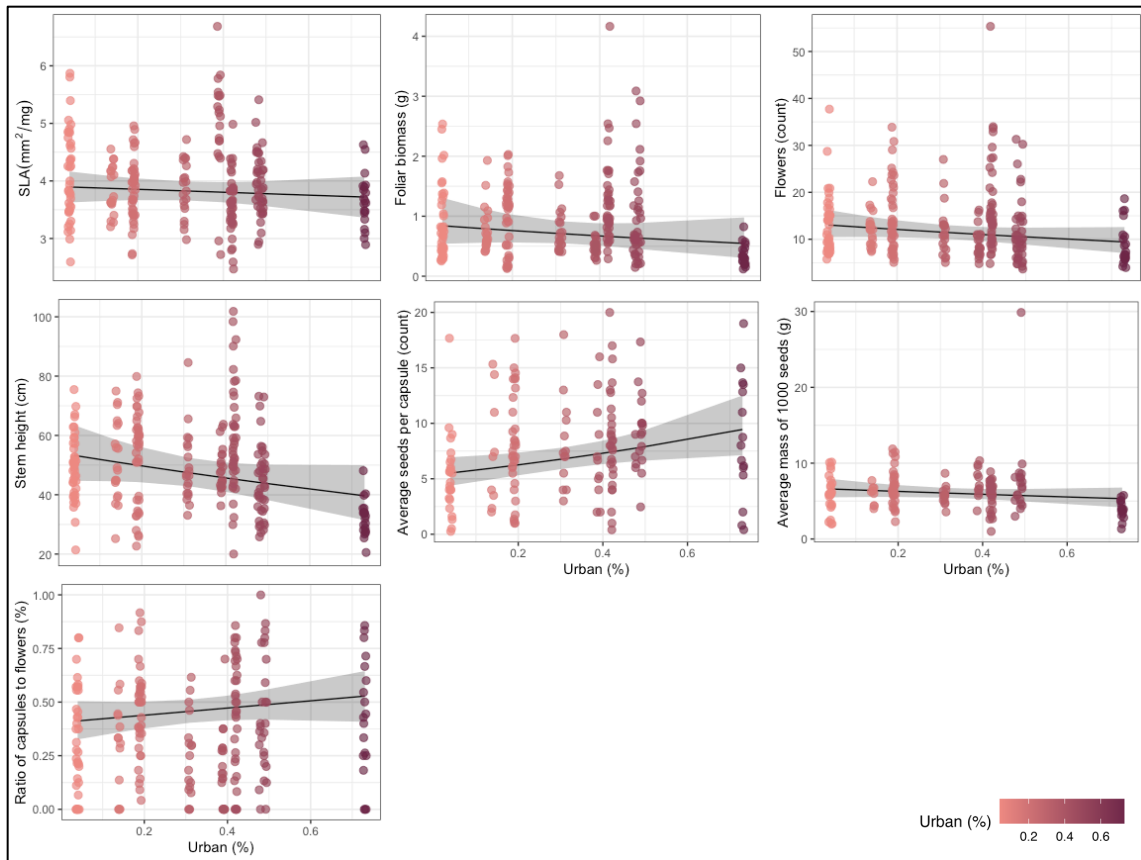 SLA(mm²/mg)
6
5
4
3
Foliar biomass (g)
4
3
2
1
0
Flowers (count)
50
40
30
20
10
Stem height (cm)
100
80
60
40
20
Average seeds per capsule (count)
20
15
10
5
0
0.2 0.4 0.6
Urban (%)
Average mass of 1000 seeds (g)
30
20
10
0
0.2 0.4 0.6
Urban (%)
Ratio of capsules to flowers (%)
1.00
0.75
0.50
0.25
0.00
0.2 0.4 0.6
Urban (%)
Urban (%)
0.2 0.4 0.6